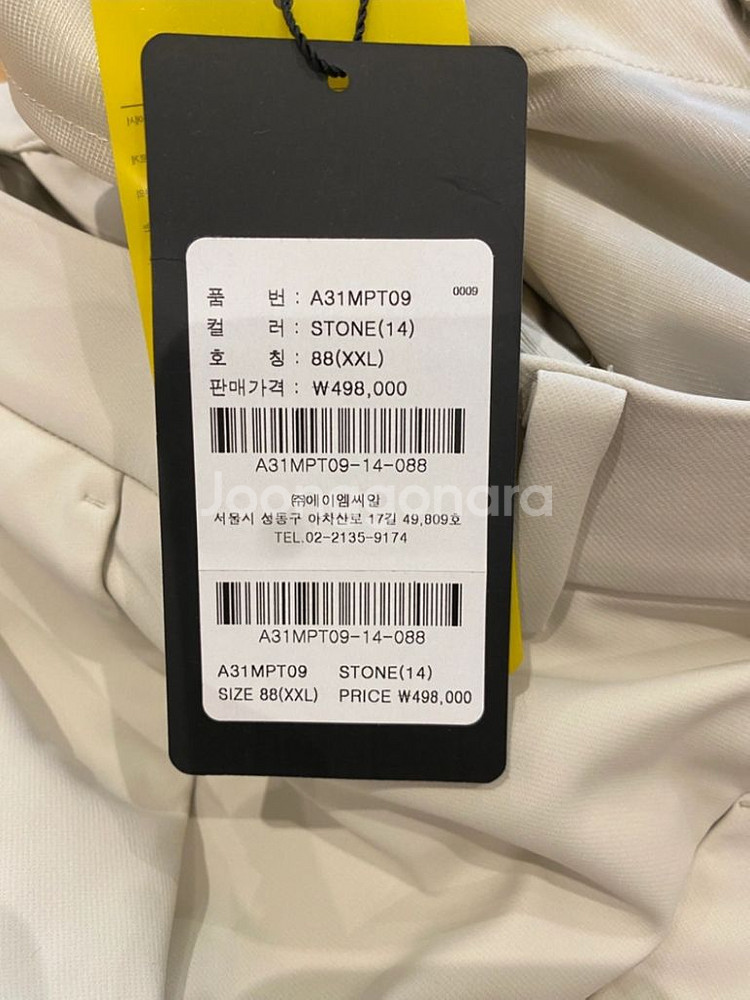 품 번 : A31MPT09 0009
컬 러 : STONE(14)
호 칭 : 88(XXL)
판매가격 : ₩498,000
A31MPT09-14-088
Joonggonara
㈜에이엠씨알
서울시 성동구 아차산로 17길 49,809호
TEL.02-2135-9174
A31MPT09-14-088
A31MPT09 STONE(14)
SIZE 88(XXL) PRICE ₩498,000